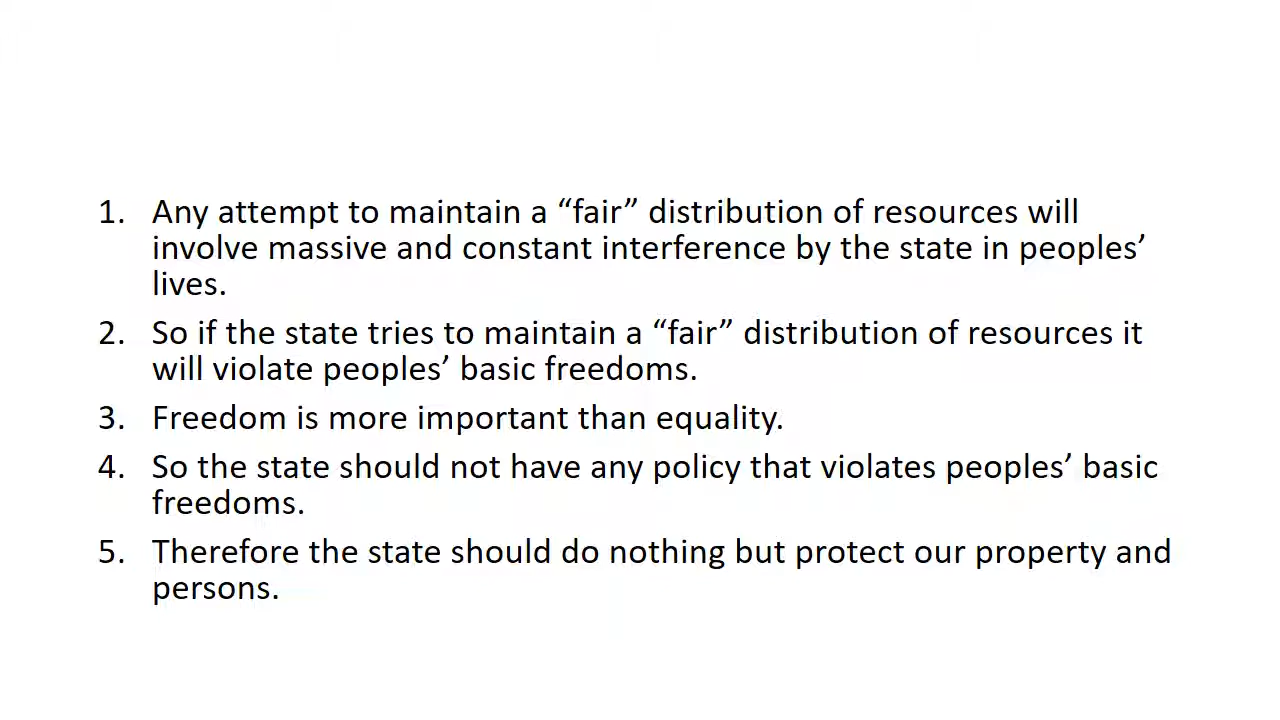 1. Any attempt to maintain a “fair” distribution of resources will
involve massive and constant interference by the state in peoples’
lives.
2. So if the state tries to maintain a “fair” distribution of resources it
will violate peoples’ basic freedoms.
3. Freedom is more important than equality.
4. So the state should not have any policy that violates peoples’ basic
freedoms.
5. Therefore the state should do nothing but protect our property and
persons.